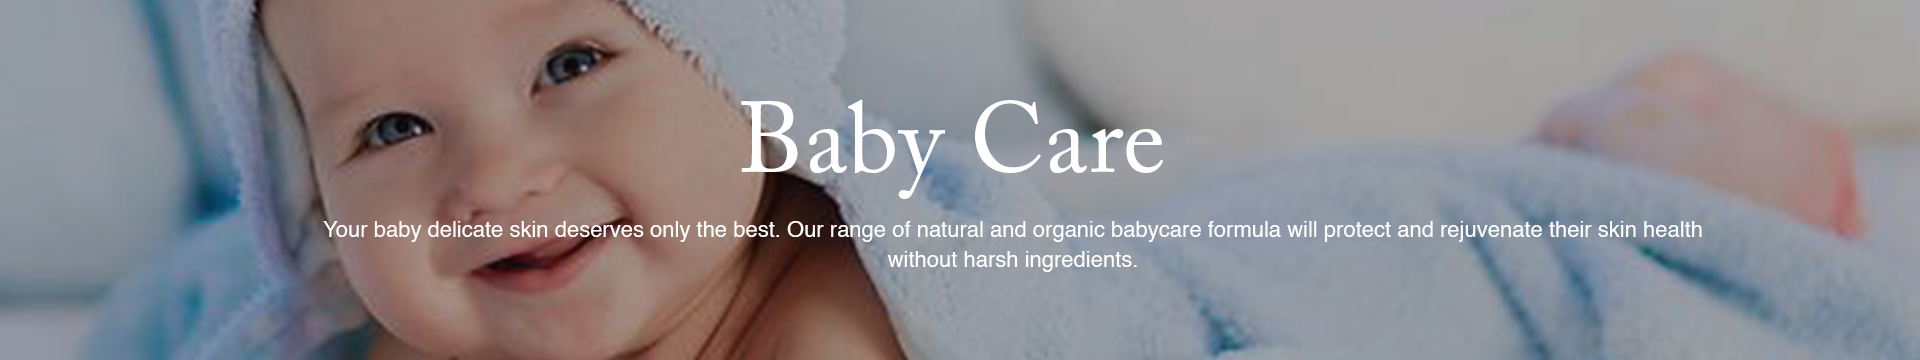 Baby Care
Your baby delicate skin deserves only the best. Our range of natural and organic babycare formula will protect and rejuvenate their skin health
without harsh ingredients.